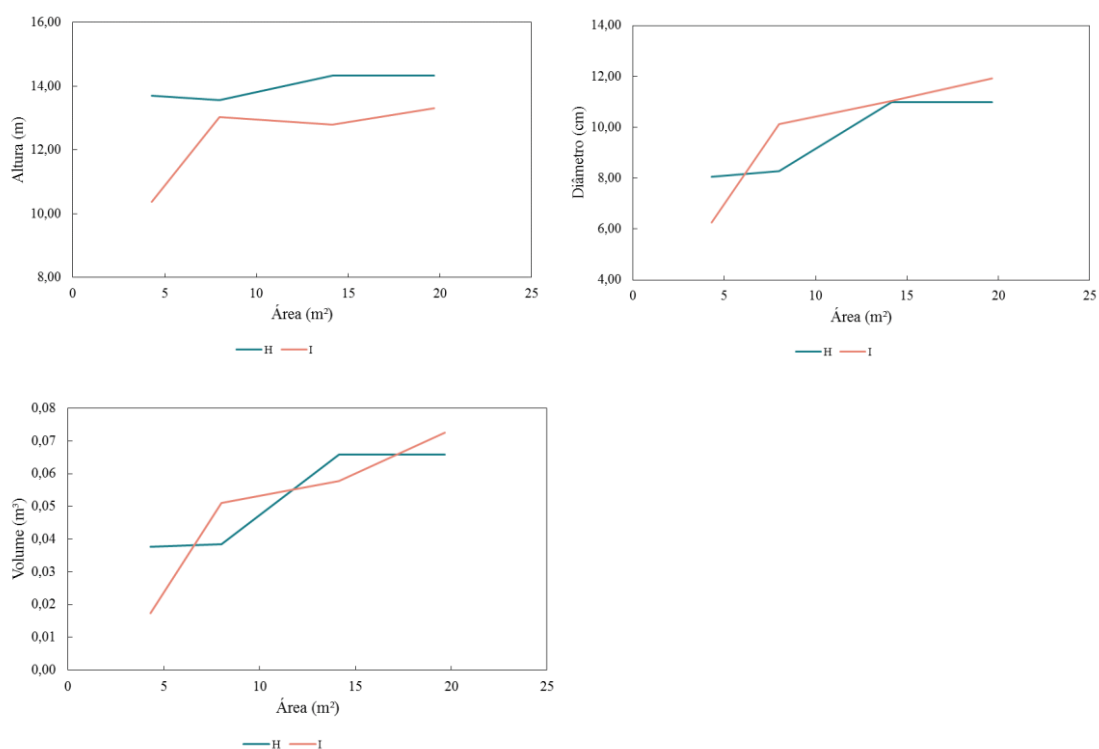 Altura (m)
16,00
14,00
12,00
10,00
8,00
0 5 10 15 20 25
Área (m²)
H I
Diâmetro (cm)
14,00
12,00
10,00
8,00
6,00
4,00
0 5 10 15 20 25
Área (m²)
H I
Volume (m³)
0,08
0,07
0,06
0,05
0,04
0,03
0,02
0,01
0,00
0 5 10 15 20 25
Área (m²)
H I